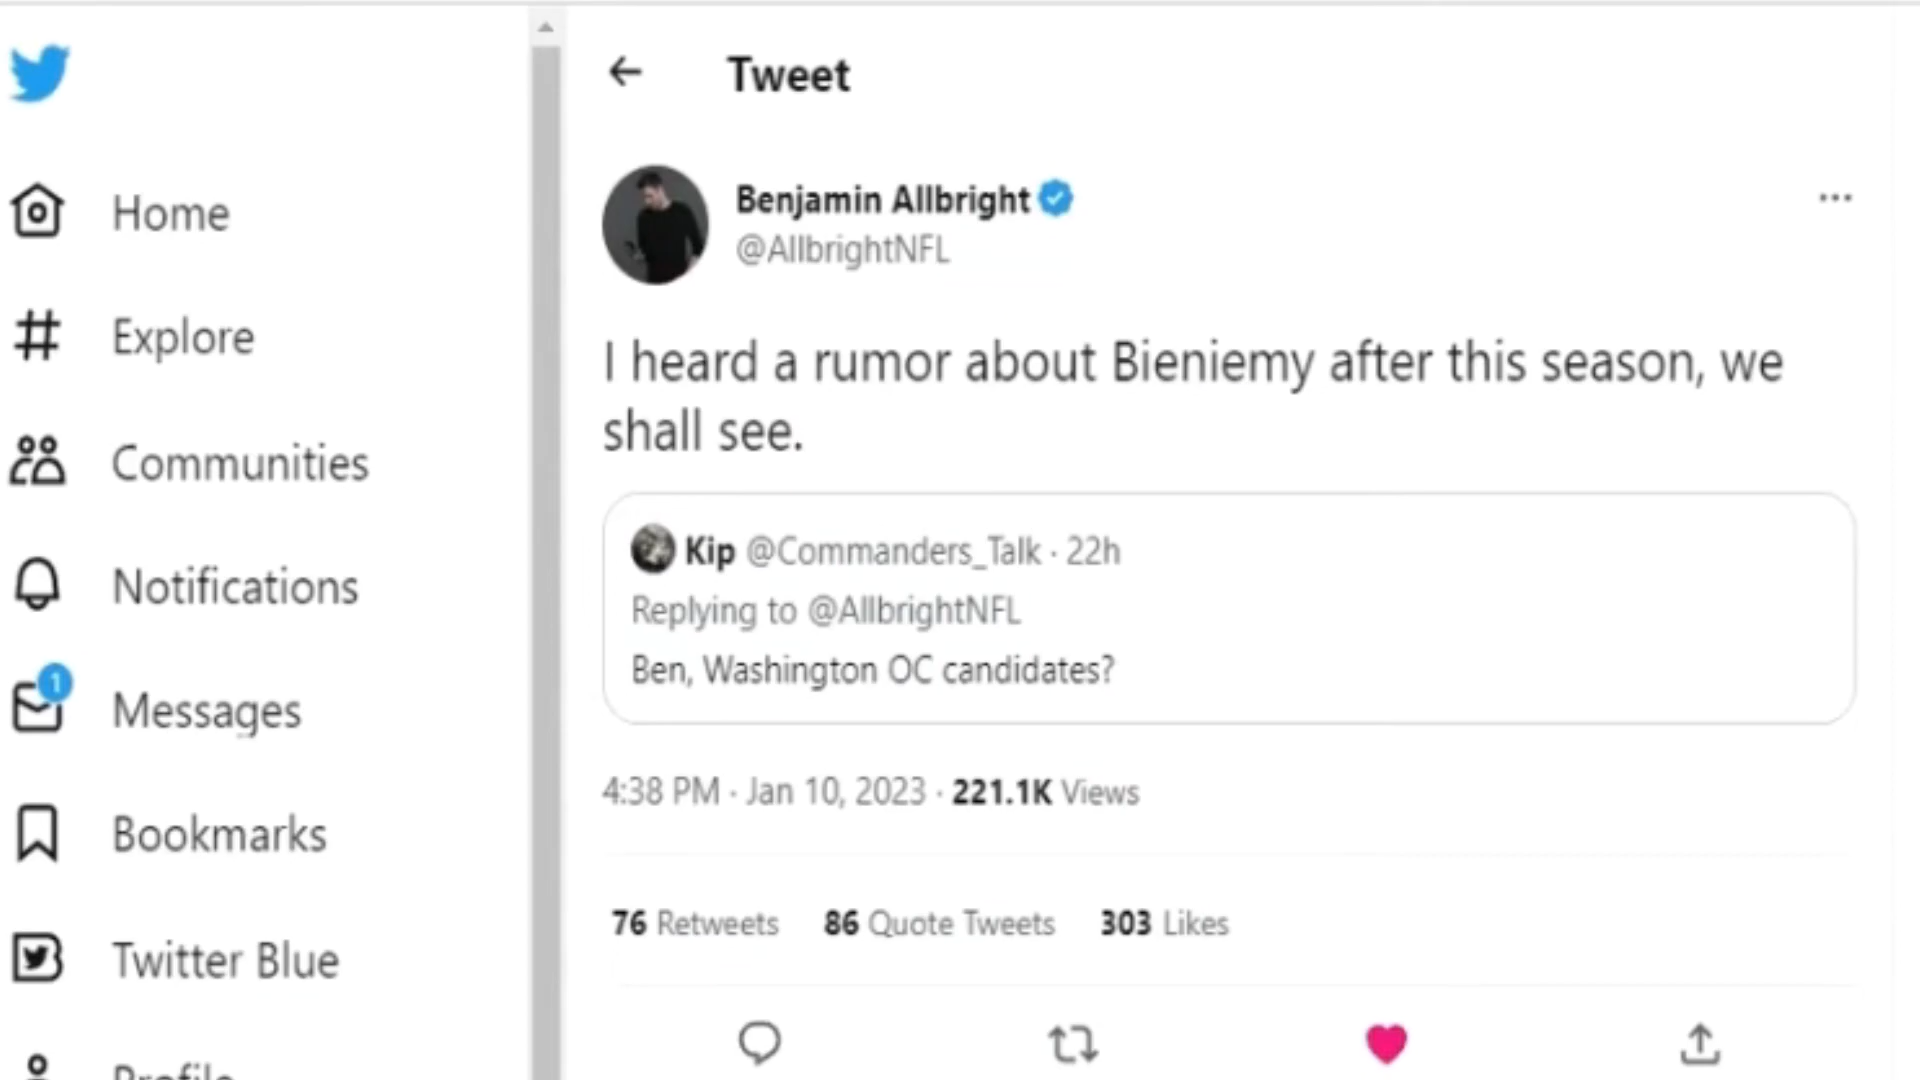 Tweet
Home
Explore
Communities
Notifications
1
Messages
Bookmarks
Twitter Blue
Profile
Benjamin Allbright
@AllbrightNFL
I heard a rumor about Bieniemy after this season, we
shall see.
Kip @Commanders_Talk · 22h
Replying to @AllbrightNFL
Ben, Washington OC candidates?
4:38 PM · Jan 10, 2023 · 221.1K Views
76 Retweets 86 Quote Tweets 303 Likes